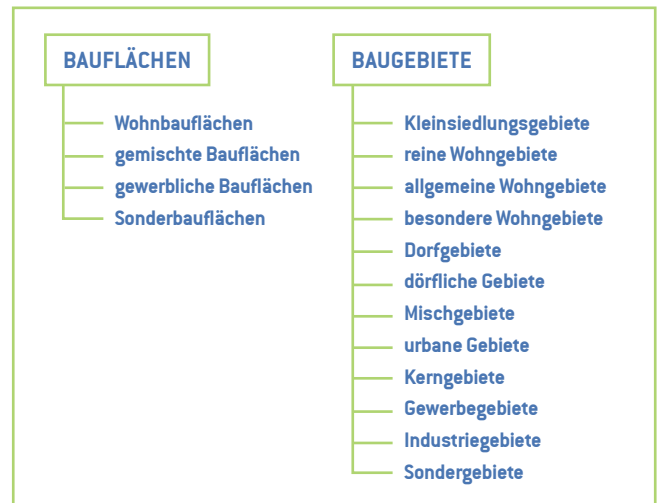 BAUFLÄCHEN
Wohnbauflächen
gemischte Bauflächen
gewerbliche Bauflächen
Sonderbauflächen
BAUGEBIETE
Kleinsiedlungsgebiete
reine Wohngebiete
allgemeine Wohngebiete
besondere Wohngebiete
Dorfgebiete
dörfliche Gebiete
Mischgebiete
urbane Gebiete
Kerngebiete
Gewerbegebiete
Industriegebiete
Sondergebiete